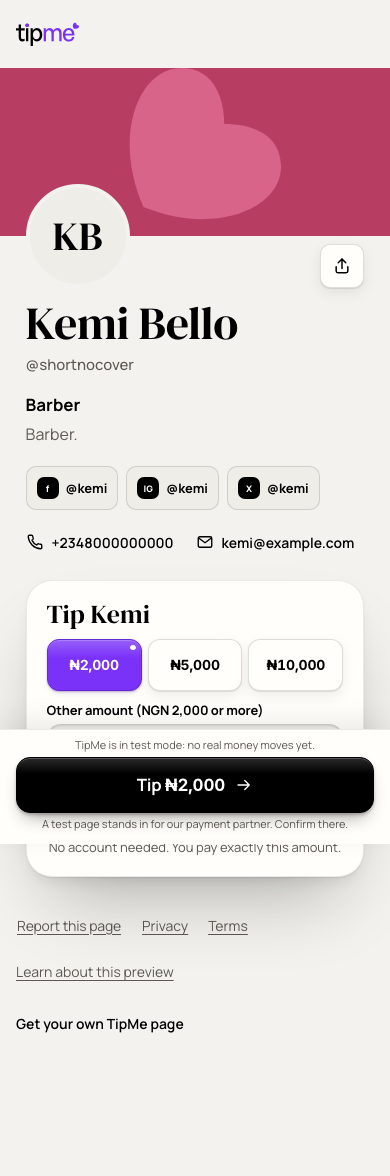 tipme
KB
Kemi Bello
@shortnocover
Barber
Barber.
f @kemi IG @kemi X @kemi
+2348000000000 kemi@example.com
Tip Kemi
₦2,000 ₦5,000 ₦10,000
Other amount (NGN 2,000 or more)
TipMe is in test mode: no real money moves yet.
Tip ₦2,000 →
A test page stands in for our payment partner. Confirm there.
No account needed. You pay exactly this amount.
Report this page Privacy Terms
Learn about this preview
Get your own TipMe page